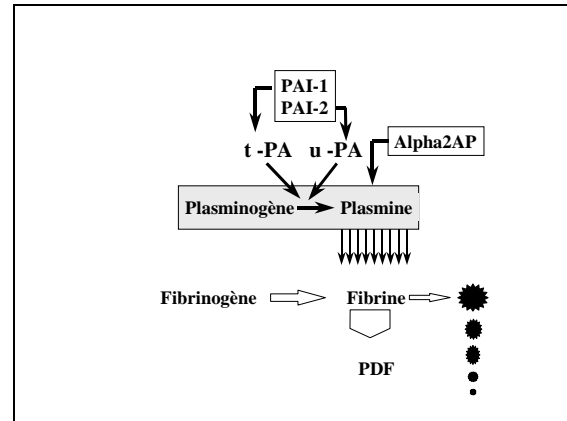 PAI-1
PAI-2
t -PA u -PA Alpha2AP
Plasminogène Plasmine
Fibrinogène Fibrine
PDF